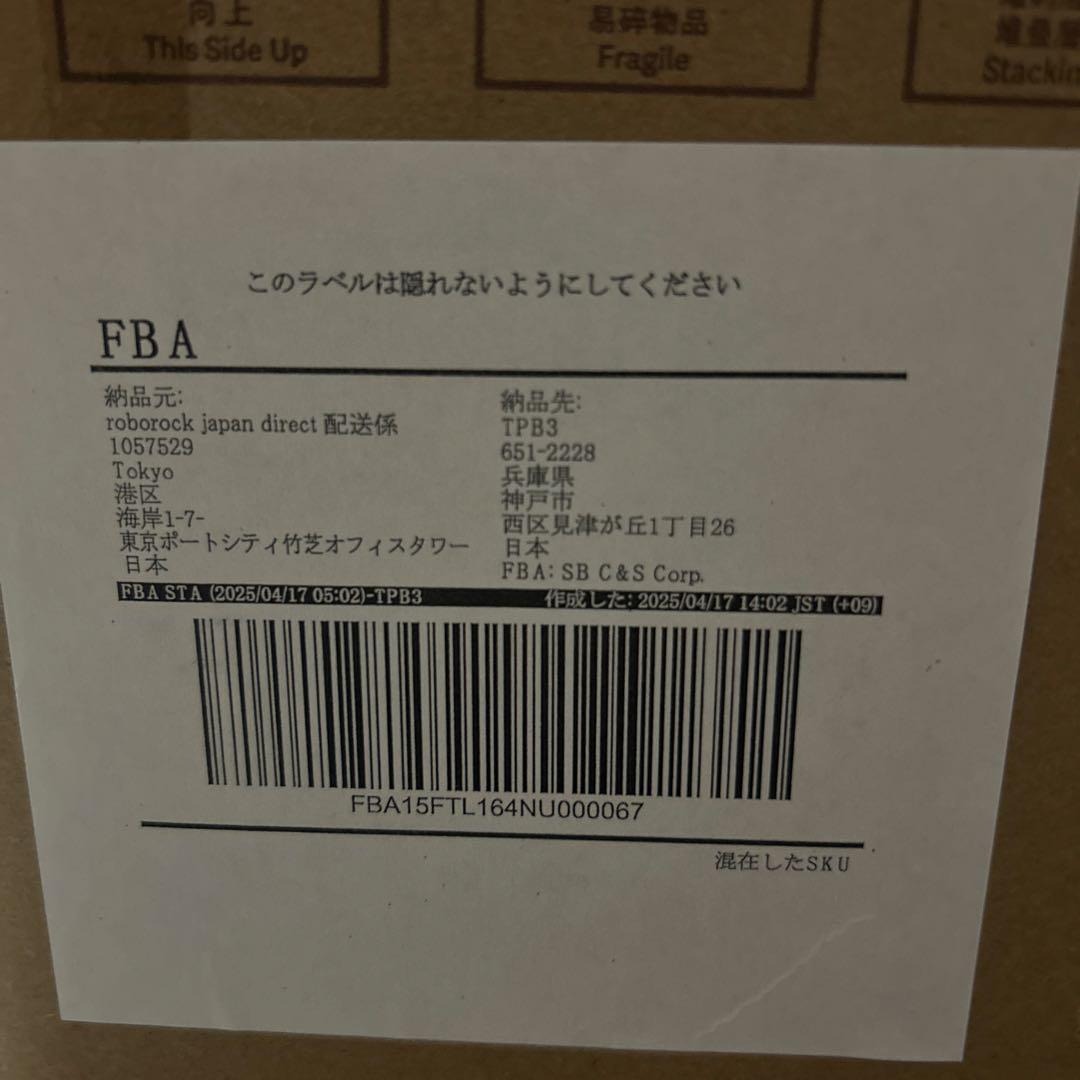 向上
This Side Up
易碎物品
Fragile
堆叠层
Stackin
このラベルは隠れないようにしてください
FBA
納品元:
roborock japan direct 配送係
1057529
Tokyo
港区
海岸1-7-
東京ポートシティ竹芝オフィスタワー
日本
納品先:
TPB3
651-2228
兵庫県
神戸市
西区見津が丘1丁目26
日本
FBA: SB C&S Corp.
FBA STA (2025/04/17 05:02)-TPB3
作成した: 2025/04/17 14:02 JST (+09)
FBA15FTL164NU000067
混在したSKU